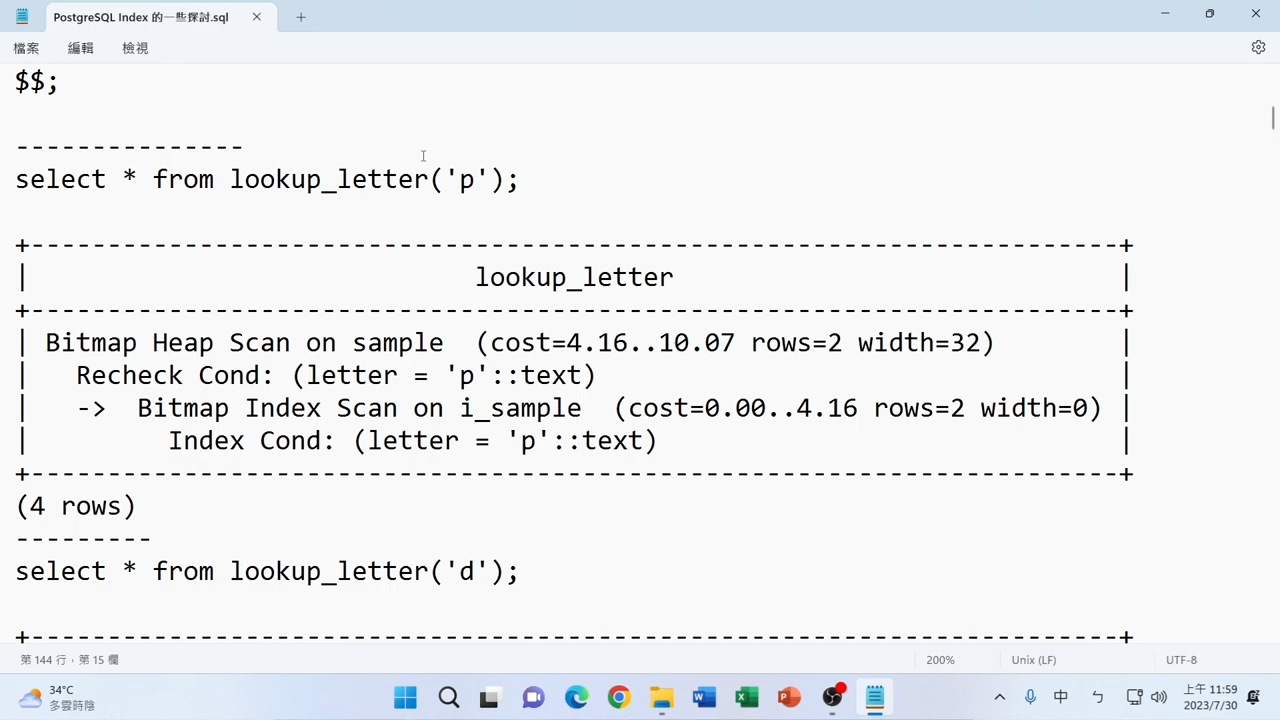 PostgreSQL Index 的一些探討.sql
檔案 編輯 檢視
$$;
---------------
select * from lookup_letter('p');
+-----------------------------------------------------------------------+
| lookup_letter |
+-----------------------------------------------------------------------+
| Bitmap Heap Scan on sample (cost=4.16..10.07 rows=2 width=32) |
| Recheck Cond: (letter = 'p'::text) |
| -> Bitmap Index Scan on i_sample (cost=0.00..4.16 rows=2 width=0) |
| Index Cond: (letter = 'p'::text) |
+-----------------------------------------------------------------------+
(4 rows)
---------
select * from lookup_letter('d');
+-----------------------------------------------------------------------+
第 144 行，第 15 欄 200% Unix (LF) UTF-8
34°C
多雲時陰
中
上午 11:59
2023/7/30